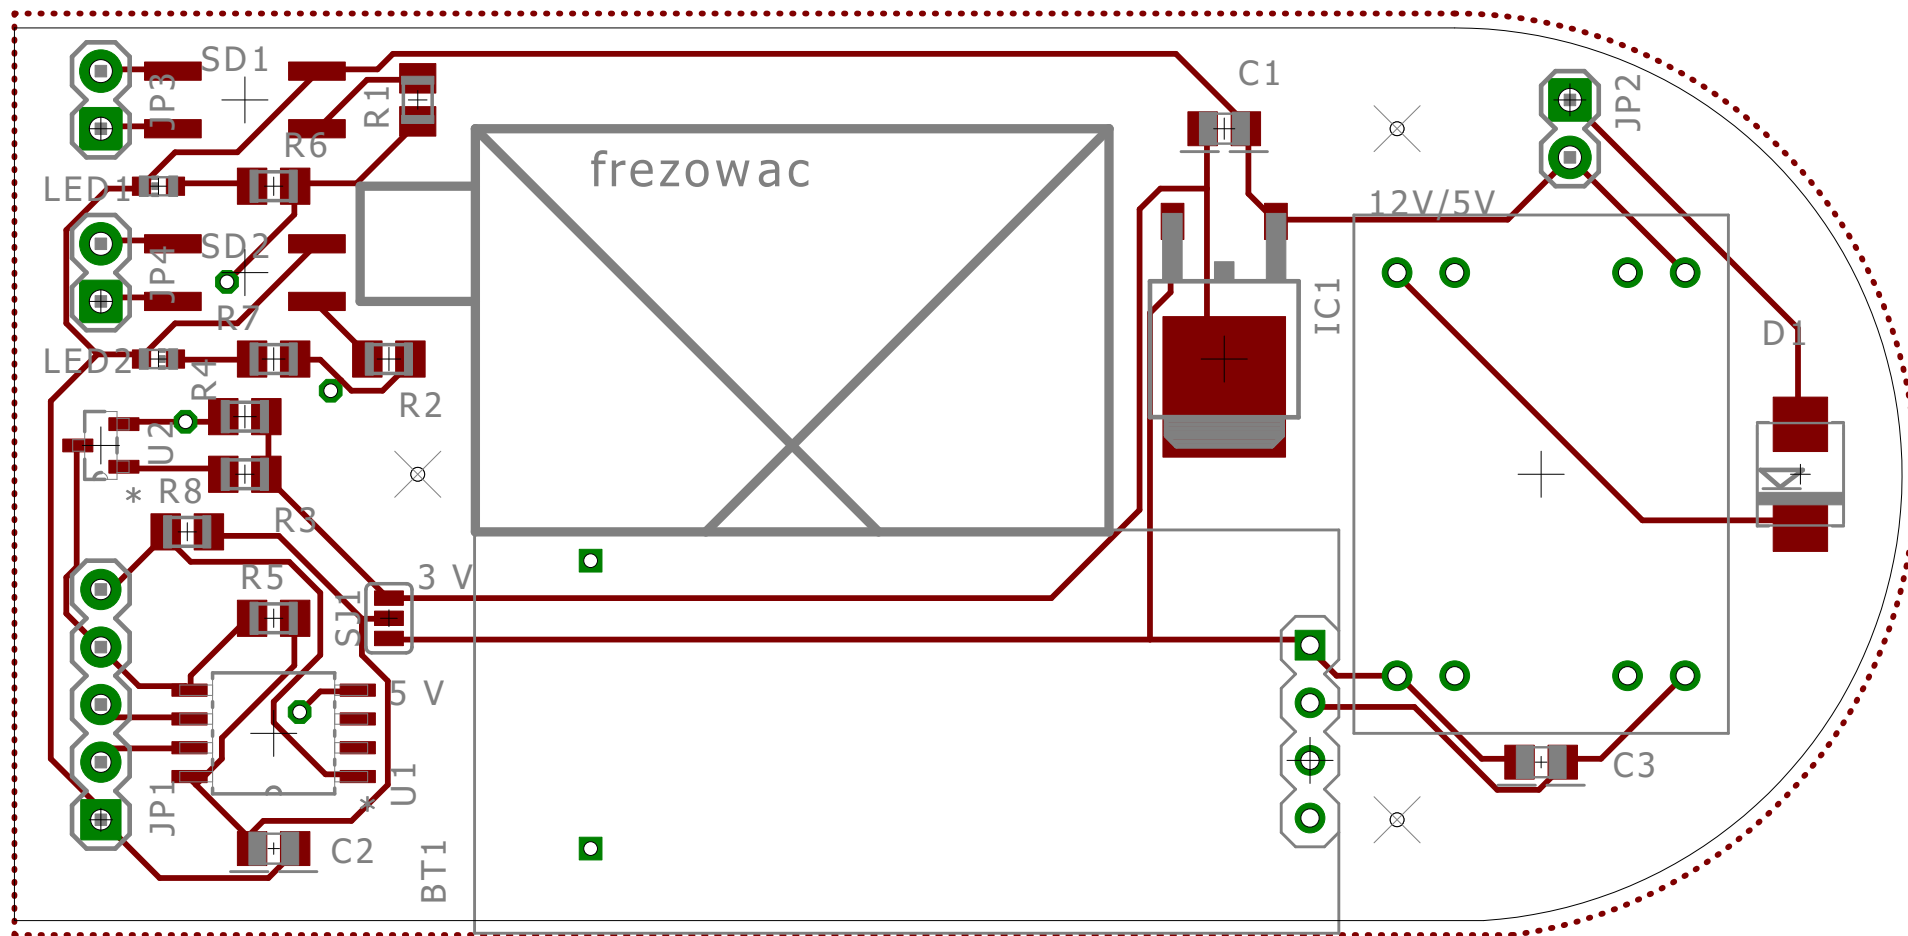 SD1
JP3
R1
R6
C1
JP2
frezowac
LED1
12V/5V
SD2
JP4
R7
IC1
D1
LED2
R4
R2
U2
* R8
R3
R5
3 V
SJ1
5 V
U1
*
JP1
C2
BT1
C3